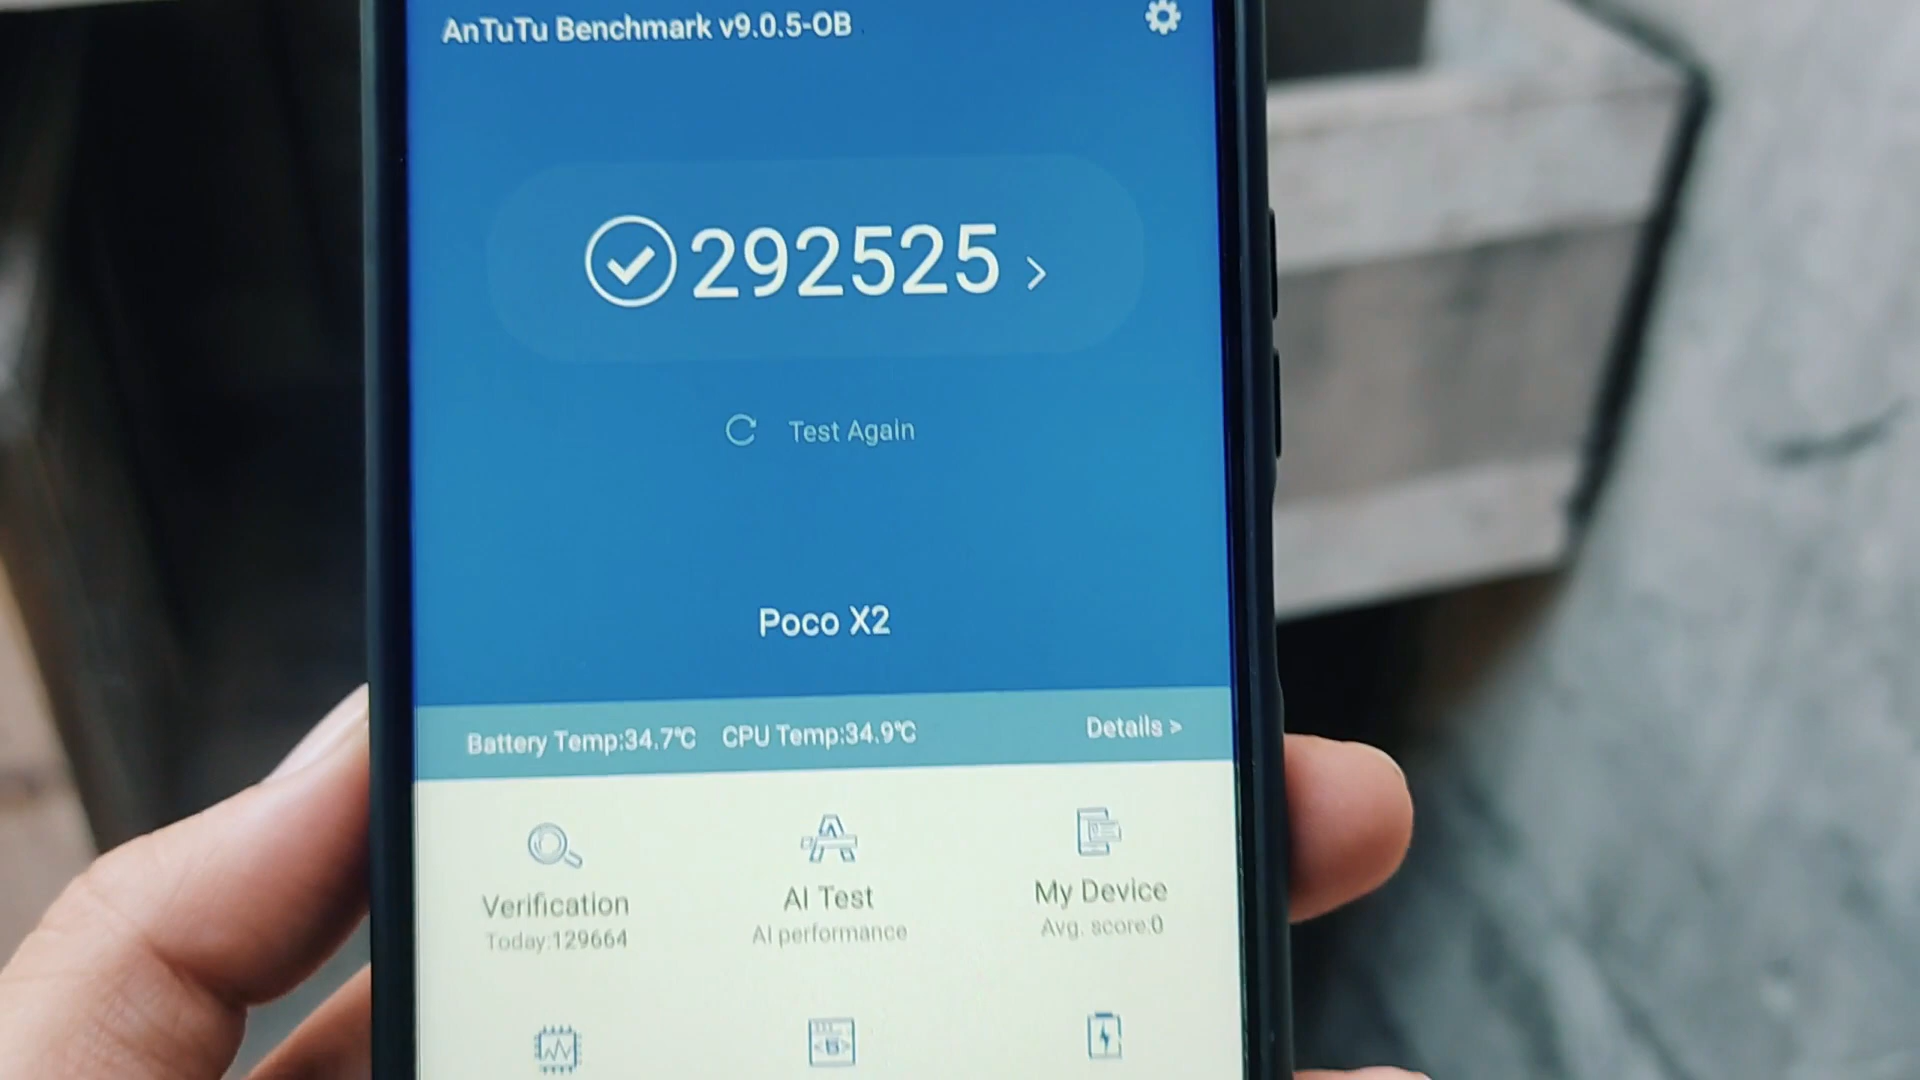 AnTuTu Benchmark v9.0.5-OB
292525 >
Test Again
Poco X2
Battery Temp:34.7℃ CPU Temp:34.9℃ Details >
Verification AI Test My Device
Today:129664 AI performance Avg. score:0